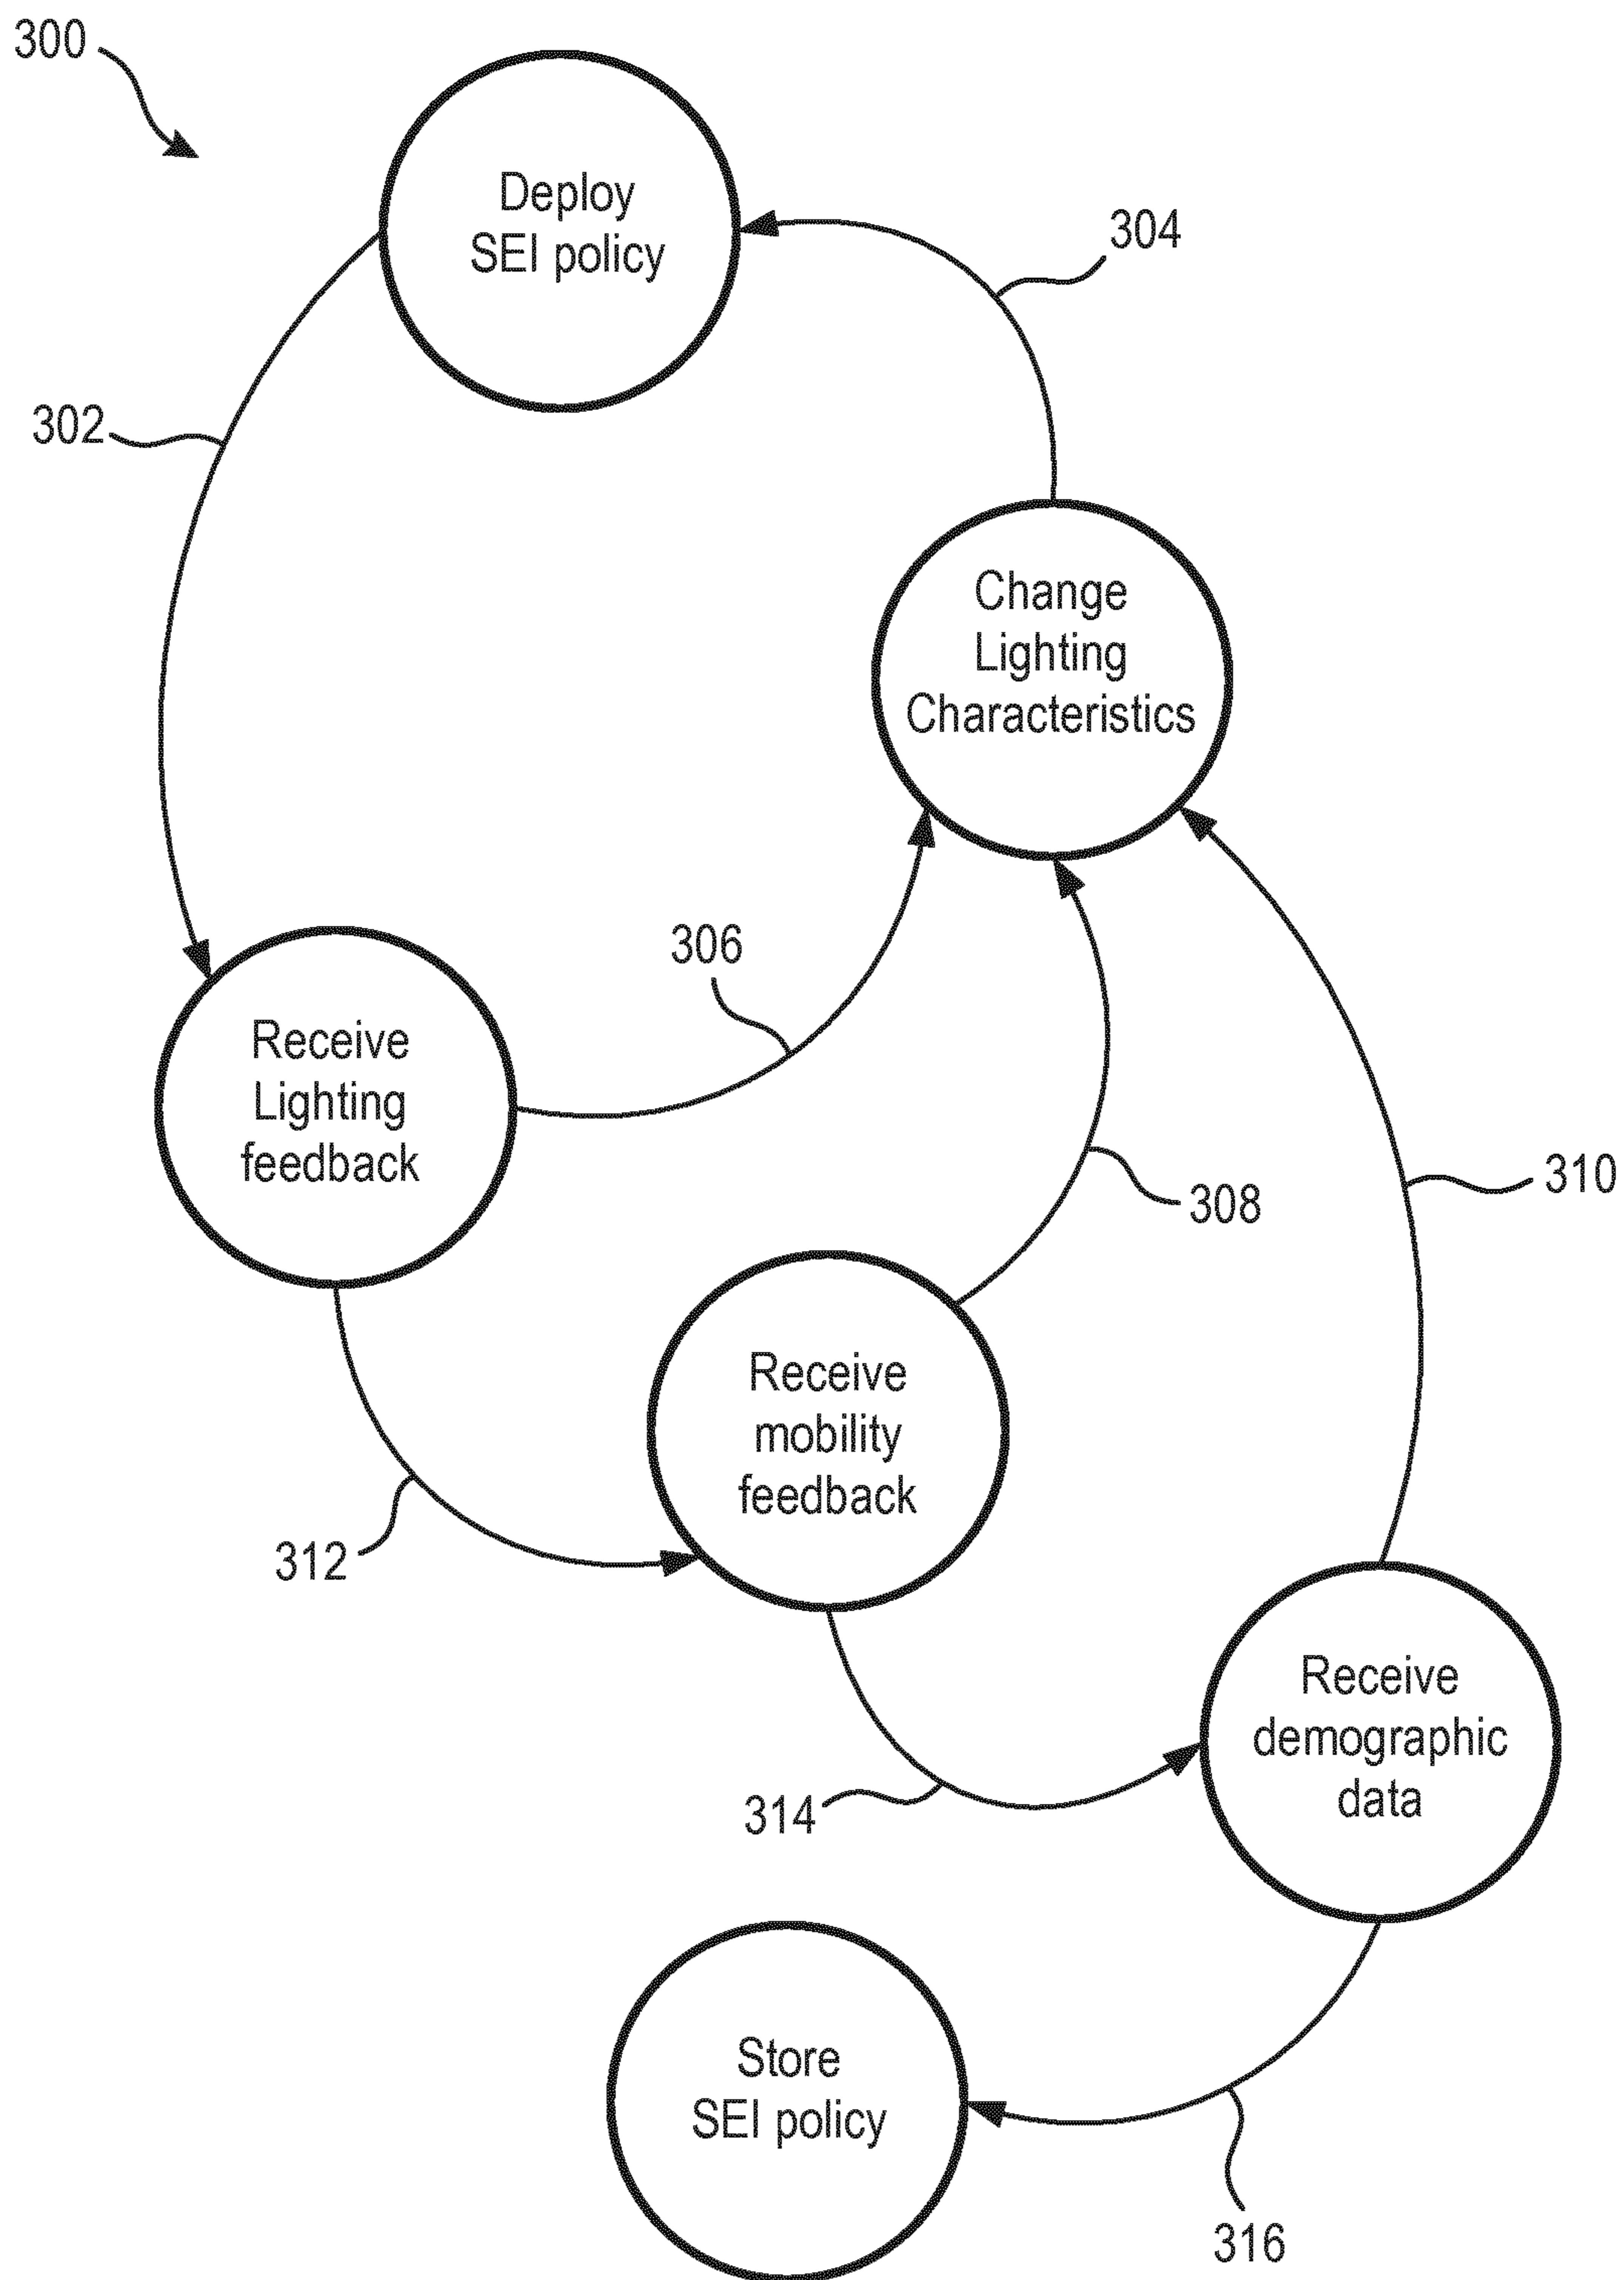 300
Deploy
SEI policy
304
302
Change
Lighting
Characteristics
306
Receive
Lighting
feedback
308
310
Receive
mobility
feedback
312
Receive
demographic
data
314
Store
SEI policy
316